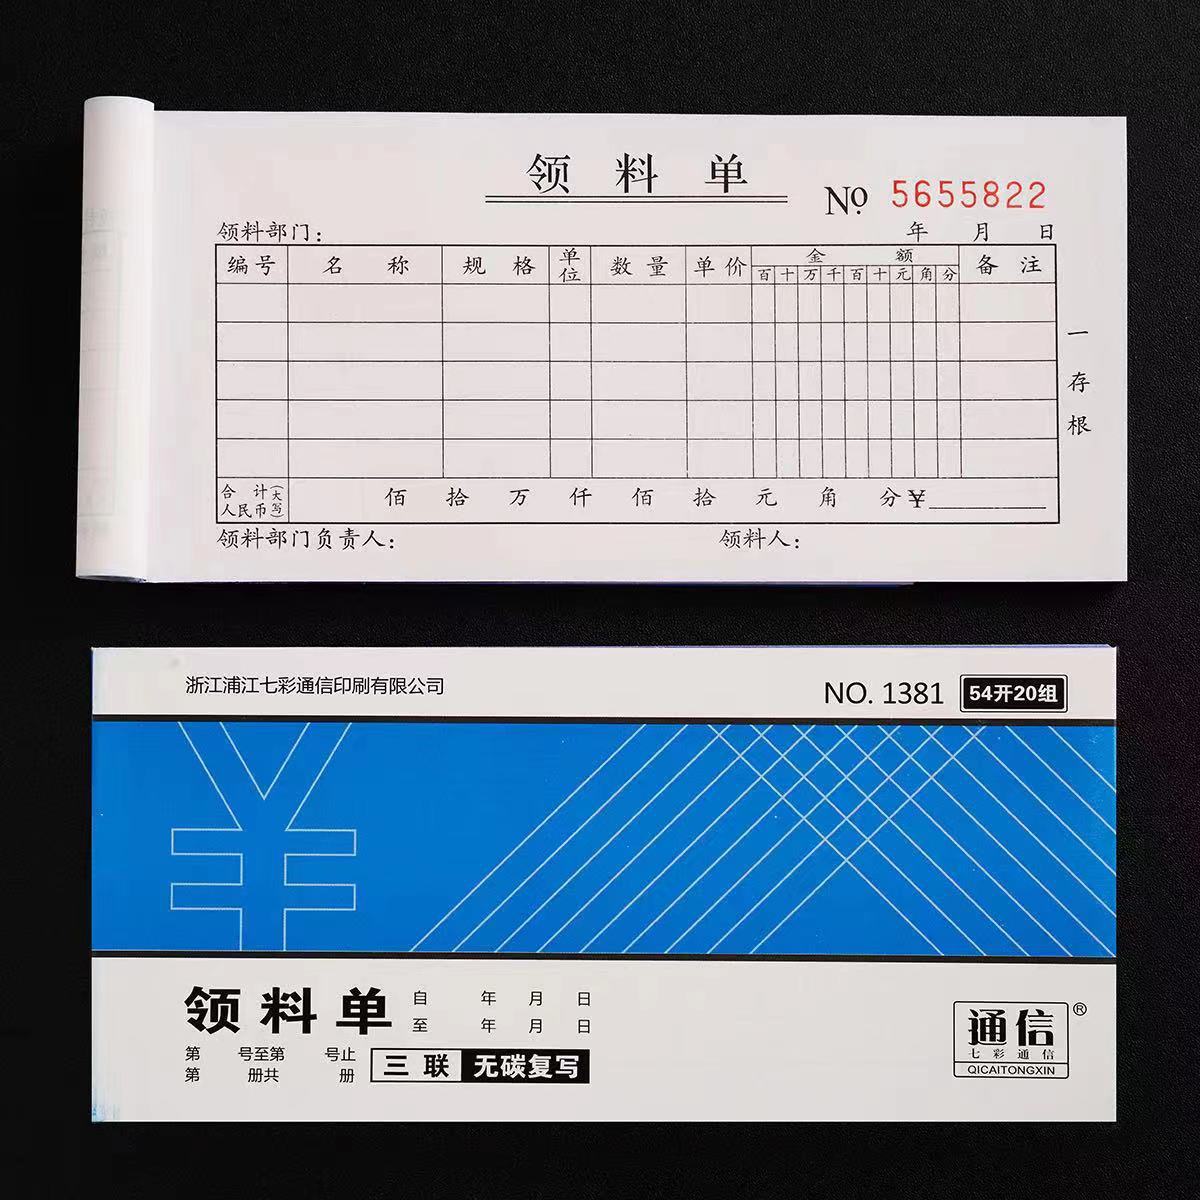 领料单
№ 5655822
领料部门： 年 月 日
编号 名称 规格 单位 数量 单价 金额 备注
百 十 万 千 百 十 元 角 分
一存根
合计(大写)人民币 佰 拾 万 仟 佰 拾 元 角 分 ¥
领料部门负责人： 领料人：
浙江浦江七彩通信印刷有限公司
NO. 1381 54开20组
领料单
自 年 月 日
至 年 月 日
第 号至第 号止
第 册共 册
三联 无碳复写
通信®
七彩通信
QICAITONGXIN